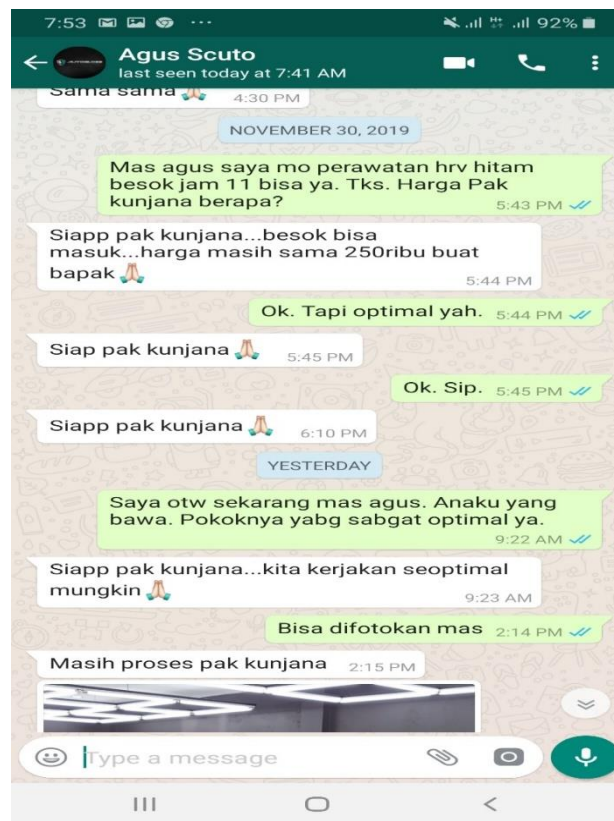 7:53 ... 92%
Agus Scuto
last seen today at 7:41 AM
Sama sama 🙏🏻 4:30 PM
NOVEMBER 30, 2019
Mas agus saya mo perawatan hrv hitam
besok jam 11 bisa ya. Tks. Harga Pak
kunjana berapa? 5:43 PM
Siapp pak kunjana...besok bisa
masuk...harga masih sama 250ribu buat
bapak 🙏🏻 5:44 PM
Ok. Tapi optimal yah. 5:44 PM
Siap pak kunjana 🙏🏻 5:45 PM
Ok. Sip. 5:45 PM
Siapp pak kunjana 🙏🏻 6:10 PM
YESTERDAY
Saya otw sekarang mas agus. Anaku yang
bawa. Pokoknya yabg sabgat optimal ya.
9:22 AM
Siapp pak kunjana...kita kerjakan seoptimal
mungkin 🙏🏻 9:23 AM
Bisa difotokan mas 2:14 PM
Masih proses pak kunjana 2:15 PM
Type a message